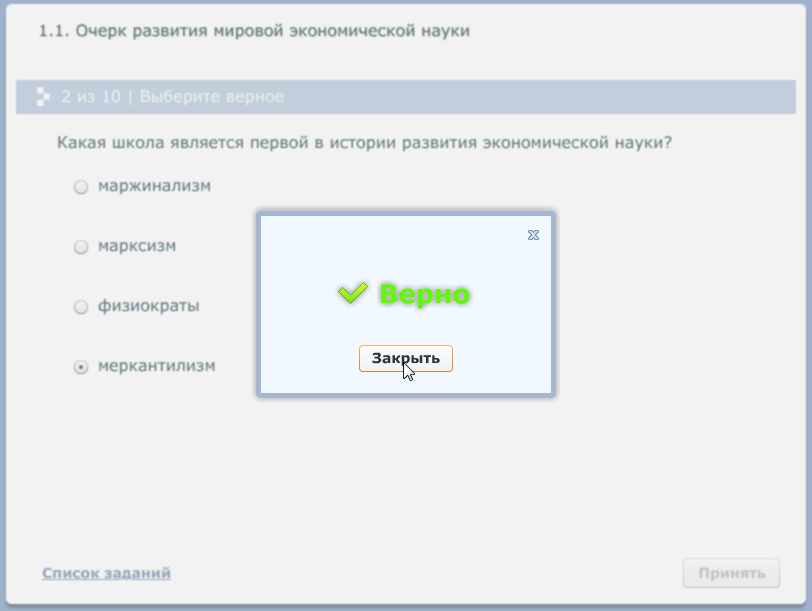 1.1. Очерк развития мировой экономической науки
2 из 10 | Выберите верное
Какая школа является первой в истории развития экономической науки?
маржинализм
марксизм
физиократы
меркантилизм
Верно
Закрыть
Список заданий
Принять